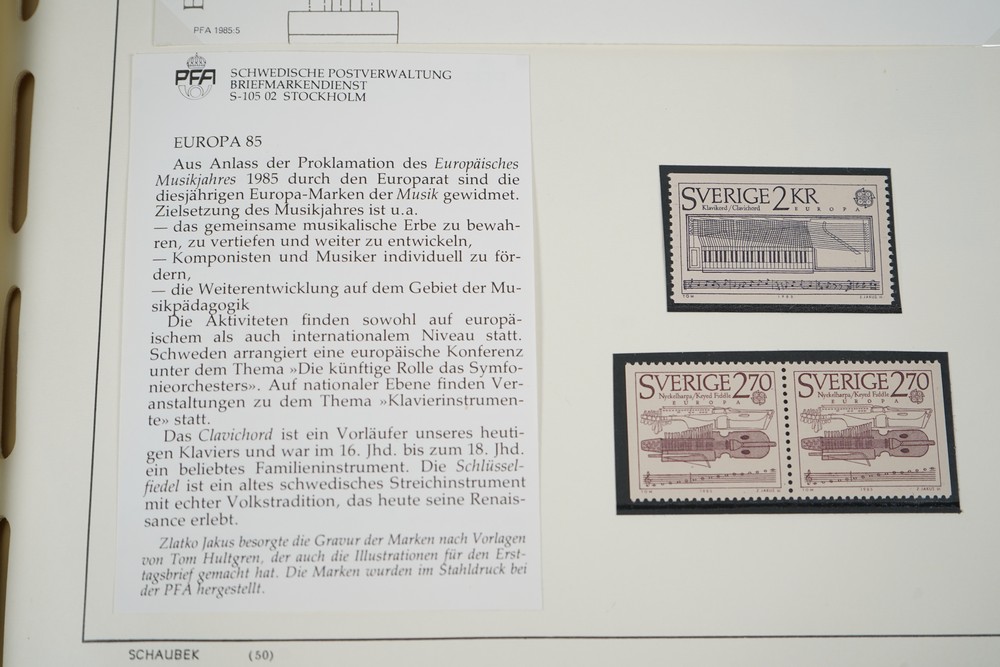 PFA 1985:5
PFA
SCHWEDISCHE POSTVERWALTUNG
BRIEFMARKENDIENST
S-105 02 STOCKHOLM
EUROPA 85
Aus Anlass der Proklamation des Europäisches
Musikjahres 1985 durch den Europarat sind die
diesjährigen Europa-Marken der Musik gewidmet.
Zielsetzung des Musikjahres ist u.a.
— das gemeinsame musikalische Erbe zu bewah-
ren, zu vertiefen und weiter zu entwickeln,
— Komponisten und Musiker individuell zu för-
dern,
— die Weiterentwicklung auf dem Gebiet der Mu-
sikpädagogik
Die Aktiviteten finden sowohl auf europä-
ischem als auch internationalem Niveau statt.
Schweden arrangiert eine europäische Konferenz
unter dem Thema »Die künftige Rolle das Symfo-
nieorchesters». Auf nationaler Ebene finden Ver-
anstaltungen zu dem Thema »Klavierinstrumen-
te» statt.
Das Clavichord ist ein Vorläufer unseres heuti-
gen Klaviers und war im 16. Jhd. bis zum 18. Jhd.
ein beliebtes Familieninstrument. Die Schlüssel-
fiedel ist ein altes schwedisches Streichinstrument
mit echter Volkstradition, das heute seine Renais-
sance erlebt.
Zlatko Jakus besorgte die Gravur der Marken nach Vorlagen
von Tom Hultgren, der auch die Illustrationen für den Erst-
tagsbrief gemacht hat. Die Marken wurden im Stahldruck bei
der PFA hergestellt.
SVERIGE 2 KR
Klavikord/Clavichord
EUROPA
1985
Z JAKUS
SVERIGE 270
Nyckelharpa/Keyed Fiddle
EUROPA
1985
Z JAKUS
SVERIGE 270
Nyckelharpa/Keyed Fiddle
EUROPA
1985
Z JAKUS
SCHAUBEK (50)